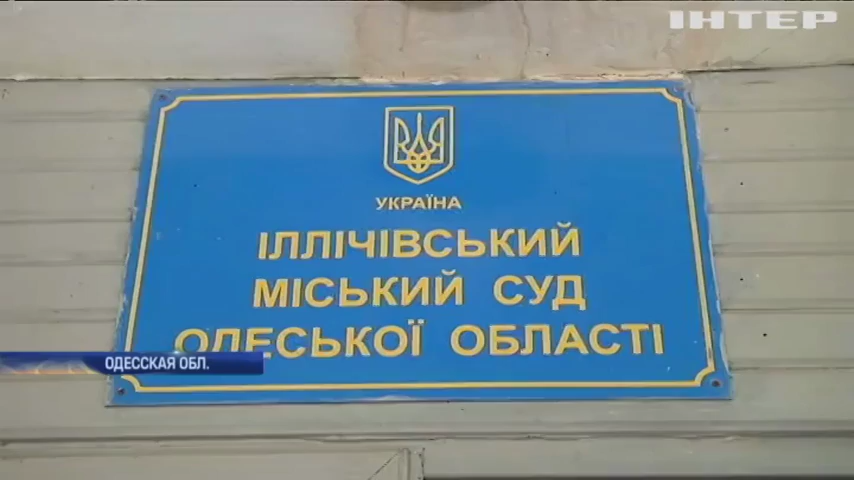 ІНТЕР
УКРАЇНА
ІЛЛІЧІВСЬКИЙ
МІСЬКИЙ СУД
ОДЕСЬКОЇ ОБЛАСТІ
ОДЕССКАЯ ОБЛ.